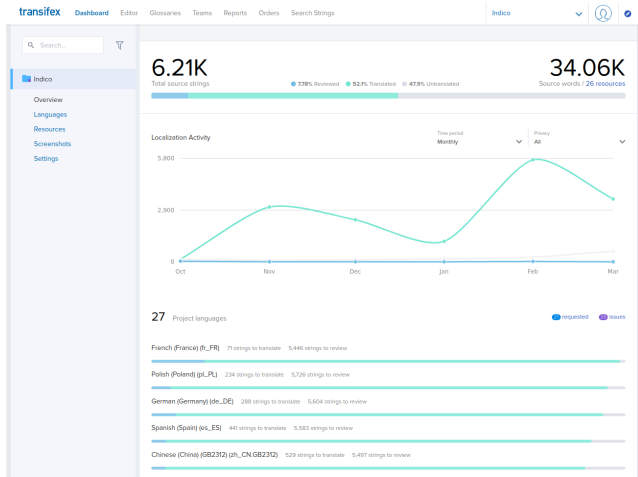 transifex Dashboard Editor Glossaries Teams Reports Orders Search Strings Indico
Search...
Indico
Overview
Languages
Resources
Screenshots
Settings
6.21K 34.06K
Total source strings 7.78% Reviewed 52.1% Translated 47.9% Untranslated Source words / 26 resources
Localization Activity
Time period
Monthly
Privacy
All
5,800
2,900
0
Oct Nov Dec Jan Feb Mar
27 Project languages requested issues
French (France) (fr_FR) 71 strings to translate 5,446 strings to review
Polish (Poland) (pl_PL) 234 strings to translate 5,726 strings to review
German (Germany) (de_DE) 288 strings to translate 5,604 strings to review
Spanish (Spain) (es_ES) 441 strings to translate 5,583 strings to review
Chinese (China) (GB2312) (zh_CN.GB2312) 529 strings to translate 5,497 strings to review